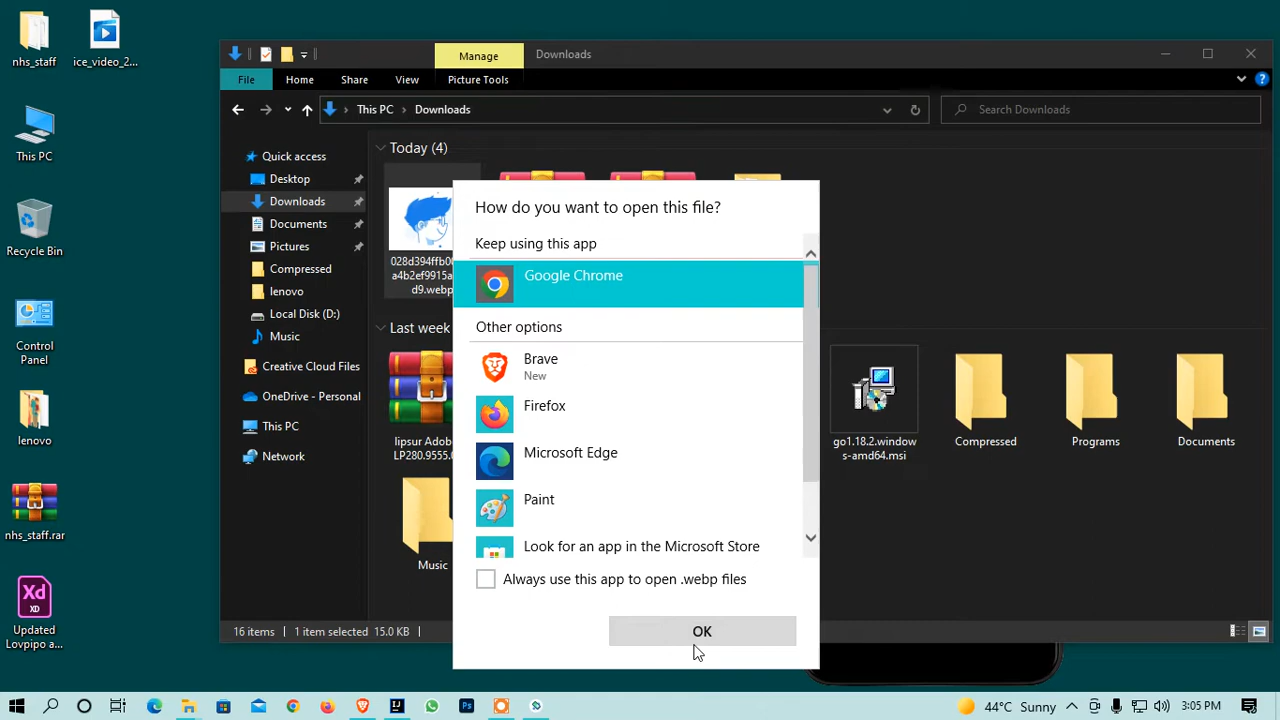 nhs_staff
ice_video_2...
This PC
Recycle Bin
Control
Panel
lenovo
nhs_staff.rar
Xd
XD
Updated
Lovpipo a...
Manage
Downloads
File
Home
Share
View
Picture Tools
This PC
Downloads
Search Downloads
Quick access
Desktop
Downloads
Documents
Pictures
Compressed
lenovo
Local Disk (D:)
Music
Creative Cloud Files
OneDrive - Personal
This PC
Network
Today (4)
028d394ffb00
a4b2ef9915a
d9.webp
Last week
lipsur Adobe
LP280.9555.0
Music
go1.18.2.window
s-amd64.msi
Compressed
Programs
Documents
How do you want to open this file?
Keep using this app
Google Chrome
Other options
Brave
New
Firefox
Microsoft Edge
Paint
Look for an app in the Microsoft Store
Always use this app to open .webp files
OK
16 items
1 item selected 15.0 KB
Ps
44°C Sunny
3:05 PM